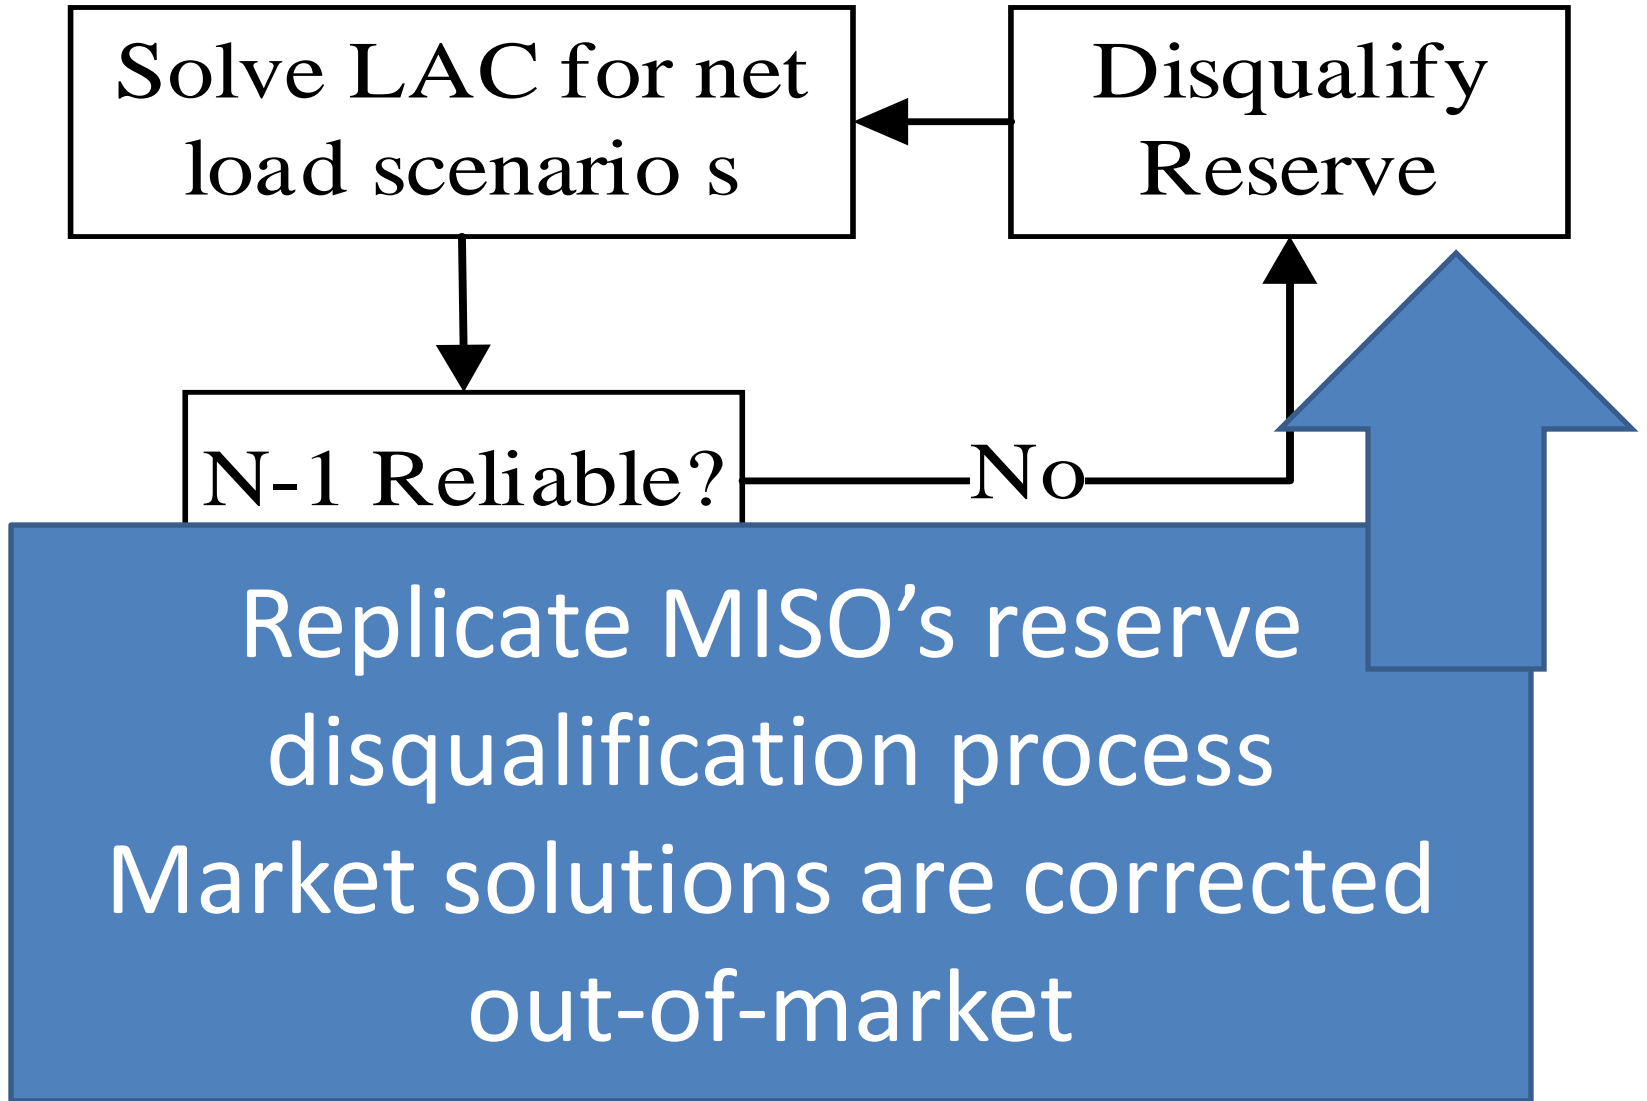 Solve LAC for net
load scenario s
Disqualify
Reserve
N-1 Reliable?
No
Replicate MISO’s reserve
disqualification process
Market solutions are corrected
out-of-market